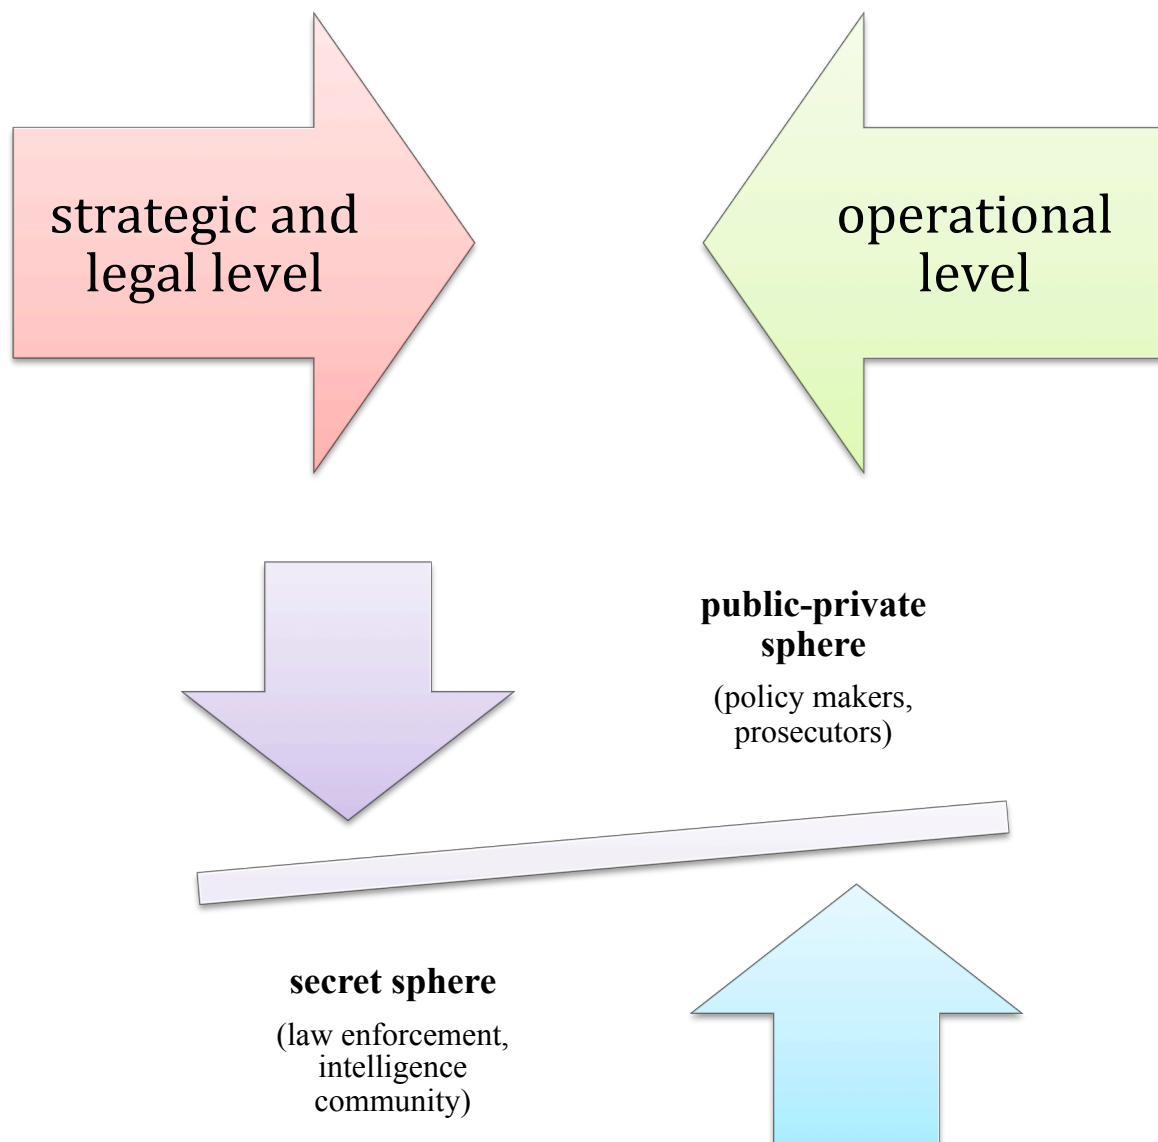 strategic and
legal level
operational
level
public-private
sphere
(policy makers,
prosecutors)
secret sphere
(law enforcement,
intelligence
community)